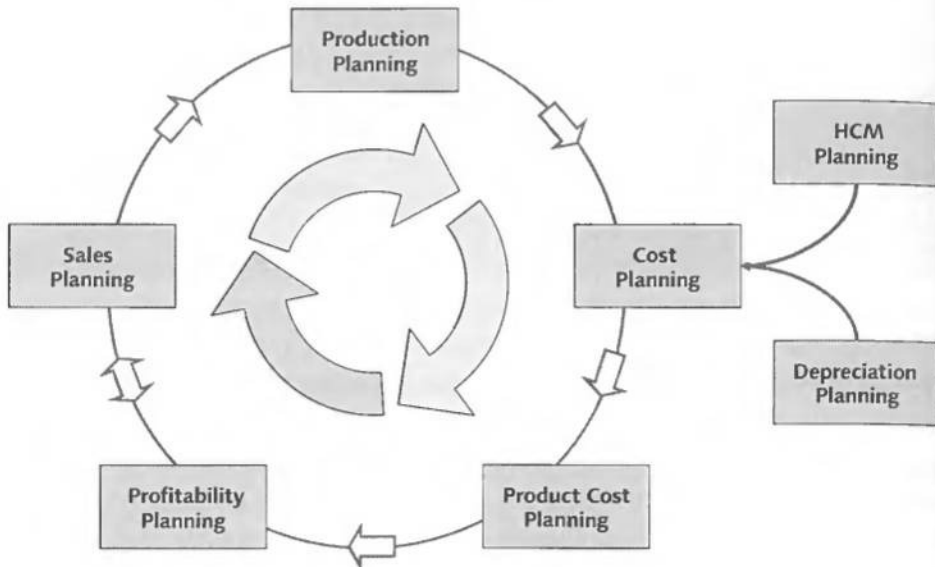 Production
Planning
HCM
Planning
Sales
Planning
Cost
Planning
Depreciation
Planning
Profitability
Planning
Product Cost
Planning